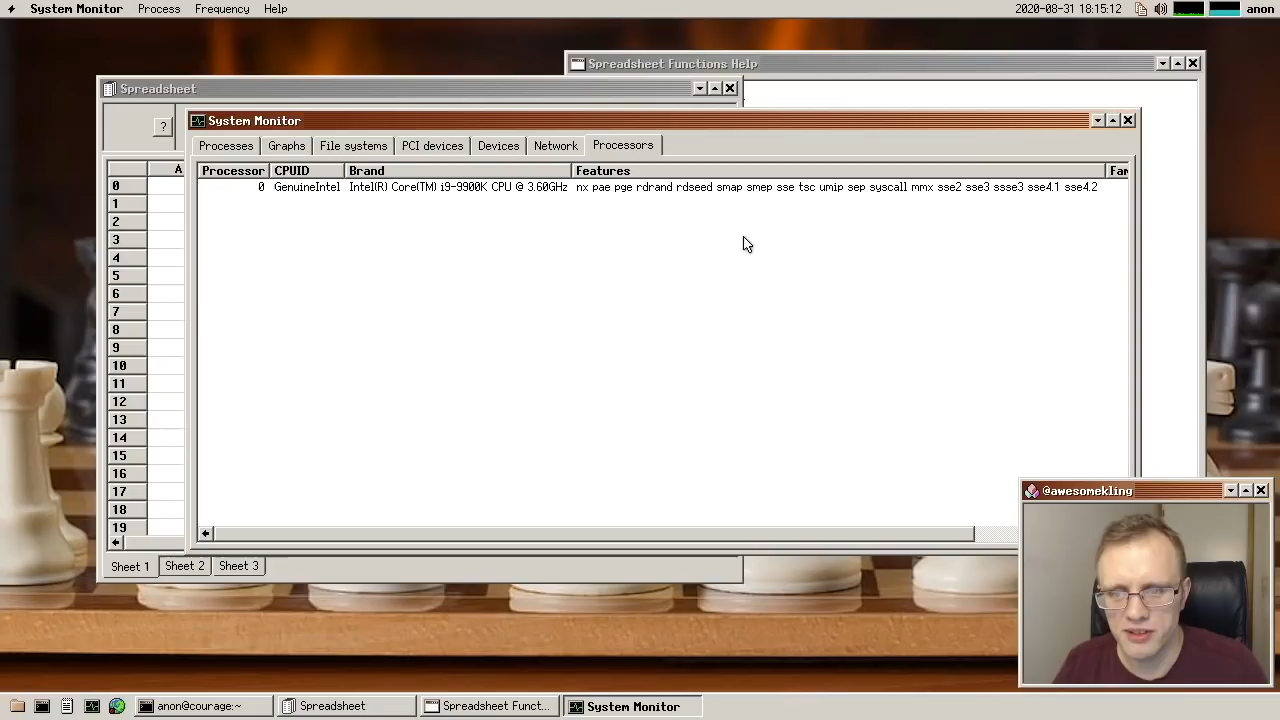 System Monitor Process Frequency Help 2020-08-31 18:15:12 anon
Spreadsheet Functions Help
Spreadsheet
?
System Monitor
Processes Graphs File systems PCI devices Devices Network Processors
A
Processor CPUID Brand Features Far
0 GenuineIntel Intel(R) Core(TM) i9-9900K CPU @ 3.60GHz nx pae pge rdrand rdseed smap smep sse tsc umip sep syscall mmx sse2 sse3 ssse3 sse4.1 sse4.2
0
1
2
3
4
5
6
7
8
9
10
11
12
13
14
15
16
17
18
19
@awesomekling
Sheet 1 Sheet 2 Sheet 3
anon@courage:~ Spreadsheet Spreadsheet Funct... System Monitor